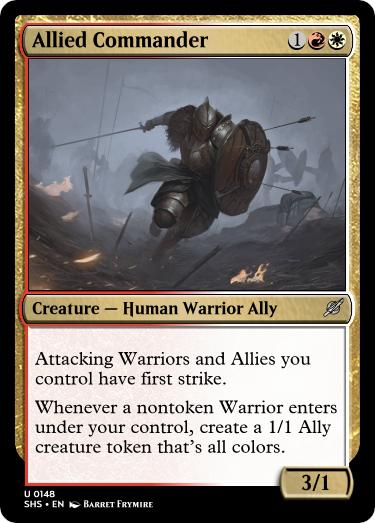 Allied Commander 1
Creature — Human Warrior Ally
Attacking Warriors and Allies you
control have first strike.
Whenever a nontoken Warrior enters
under your control, create a 1/1 Ally
creature token that's all colors.
3/1
U 0148
SHS • EN Barret Frymire